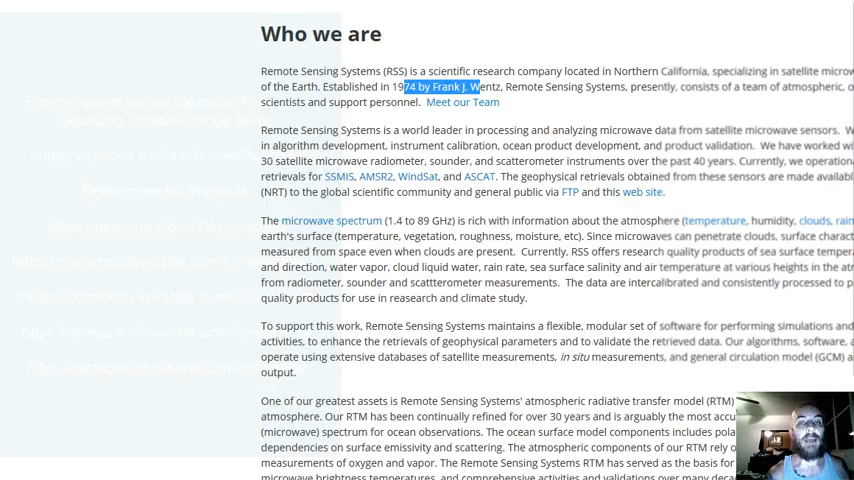 Who we are
Remote Sensing Systems (RSS) is a scientific research company located in Northern California, specializing in satellite microw
of the Earth. Established in 1974 by Frank J. Wentz, Remote Sensing Systems, presently, consists of a team of atmospheric, o
scientists and support personnel. Meet our Team
Remote Sensing Systems is a world leader in processing and analyzing microwave data from satellite microwave sensors. W
in algorithm development, instrument calibration, ocean product development, and product validation. We have worked wi
30 satellite microwave radiometer, sounder, and scatterometer instruments over the past 40 years. Currently, we operation
retrievals for SSMIS, AMSR2, WindSat, and ASCAT. The geophysical retrievals obtained from these sensors are made availabl
(NRT) to the global scientific community and general public via FTP and this web site.
The microwave spectrum (1.4 to 89 GHz) is rich with information about the atmosphere (temperature, humidity, clouds, rain
earth's surface (temperature, vegetation, roughness, moisture, etc). Since microwaves can penetrate clouds, surface charact
measured from space even when clouds are present. Currently, RSS offers research quality products of sea surface tempera
and direction, water vapor, cloud liquid water, rain rate, sea surface salinity and air temperature at various heights in the atm
from radiometer, sounder and scattterometer measurements. The data are intercalibrated and consistently processed to p
quality products for use in reasearch and climate study.
To support this work, Remote Sensing Systems maintains a flexible, modular set of software for performing simulations and
activities, to enhance the retrievals of geophysical parameters and to validate the retrieved data. Our algorithms, software, a
operate using extensive databases of satellite measurements, in situ measurements, and general circulation model (GCM) a
output.
One of our greatest assets is Remote Sensing Systems' atmospheric radiative transfer model (RTM)
atmosphere. Our RTM has been continually refined for over 30 years and is arguably the most accu
(microwave) spectrum for ocean observations. The ocean surface model components includes pola
dependencies on surface emissivity and scattering. The atmospheric components of our RTM rely o
measurements of oxygen and vapor. The Remote Sensing Systems RTM has served as the basis for
microwave brightness temperatures, and comprehensive activities and validations over many deca